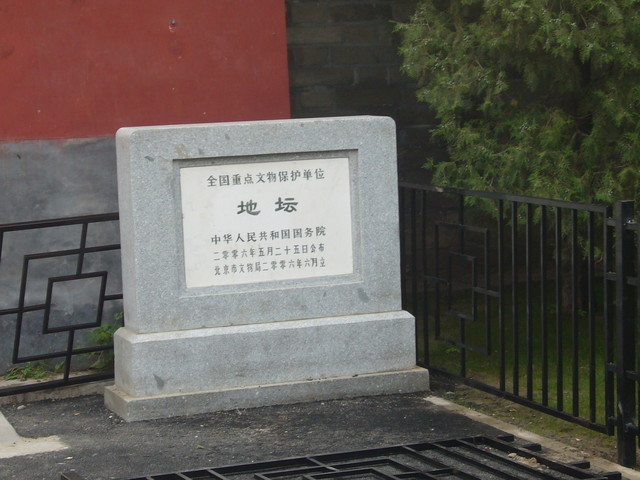 全国重点文物保护单位
地坛
中华人民共和国国务院
二零零六年五月二十五日公布
北京市文物局二零零六年六月立